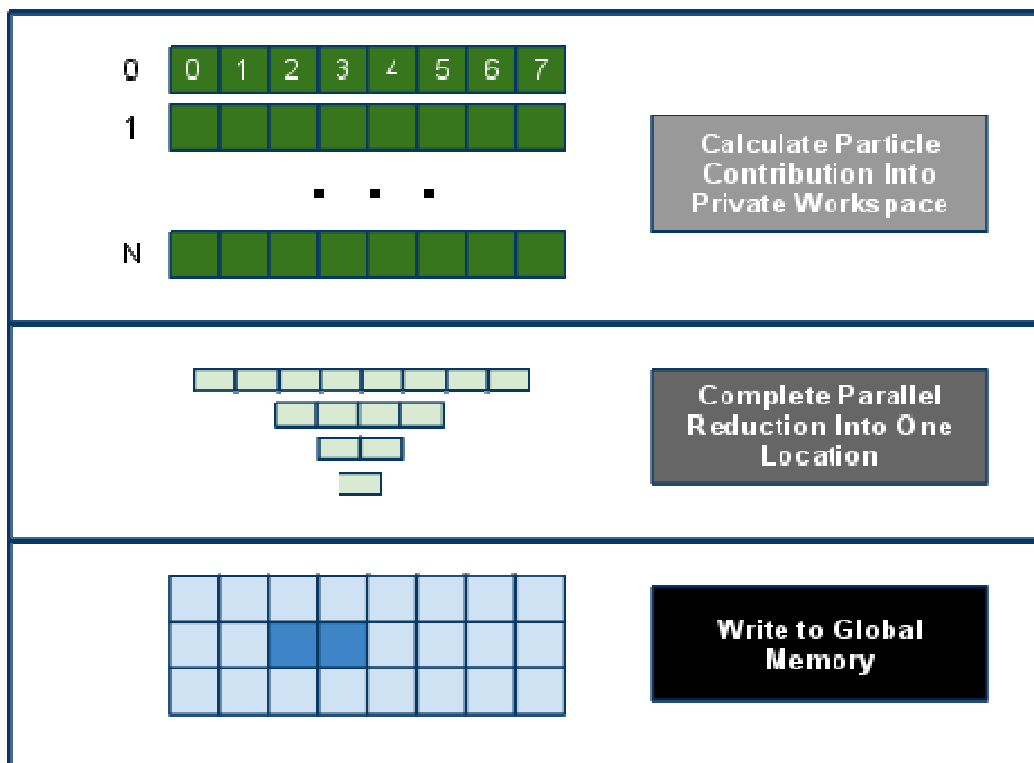 0 0 1 2 3 4 5 6 7
1
Calculate Particle
Contribution Into
Private Workspace
. . .
N
Complete Parallel
Reduction Into One
Location
Write to Global
Memory